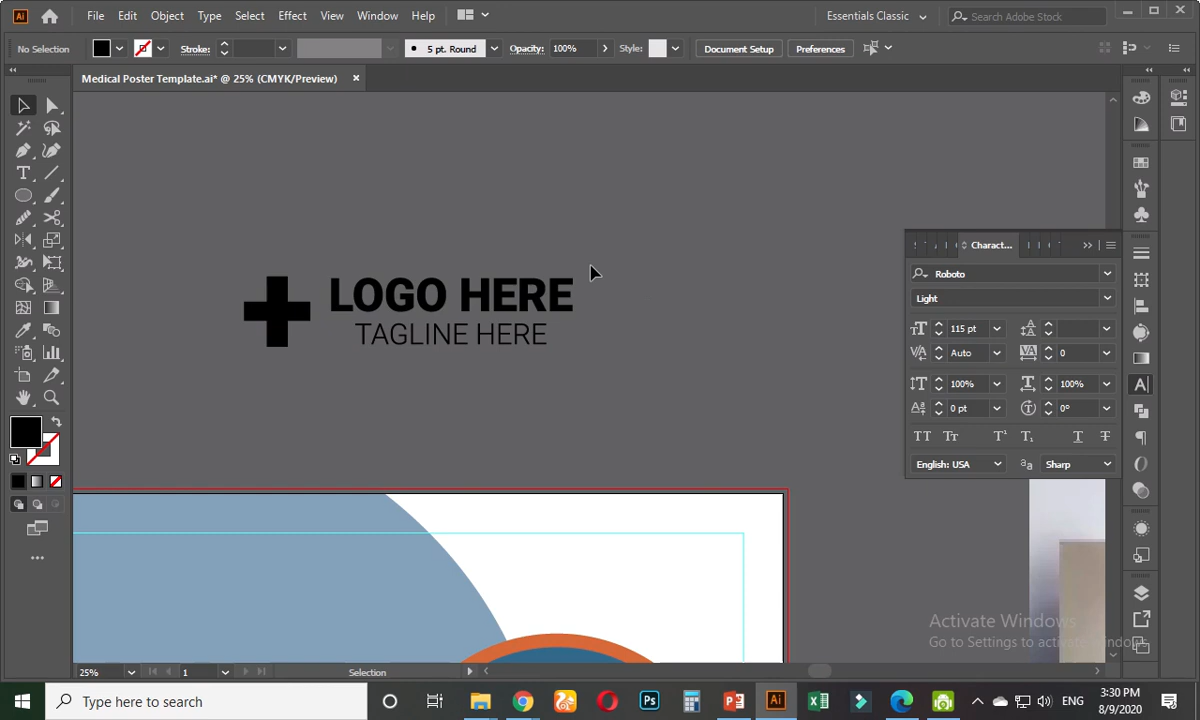 Ai File Edit Object Type Select Effect View Window Help Essentials Classic Search Adobe Stock
No Selection Stroke: 5 pt. Round Opacity: 100% Style: Document Setup Preferences
Medical Poster Template.ai* @ 25% (CMYK/Preview) ×
Charact...
Roboto
Light
115 pt
Auto 0
100% 100%
0 pt 0°
English: USA Sharp
LOGO HERE
TAGLINE HERE
Activate Windows
Go to Settings to activate Windows.
25% 1 Selection
Type here to search
Ps Ai ENG
3:30 PM
8/9/2020